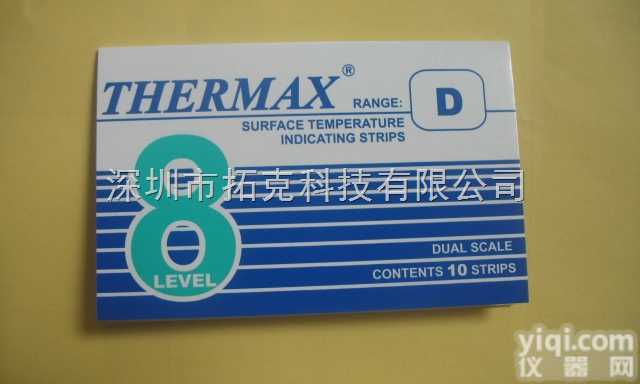 THERMAX®
RANGE: D
SURFACE TEMPERATURE
INDICATING STRIPS
深圳市拓克科技有限公司
8
LEVEL
DUAL SCALE
CONTENTS 10 STRIPS
yiqi.com
仪器网